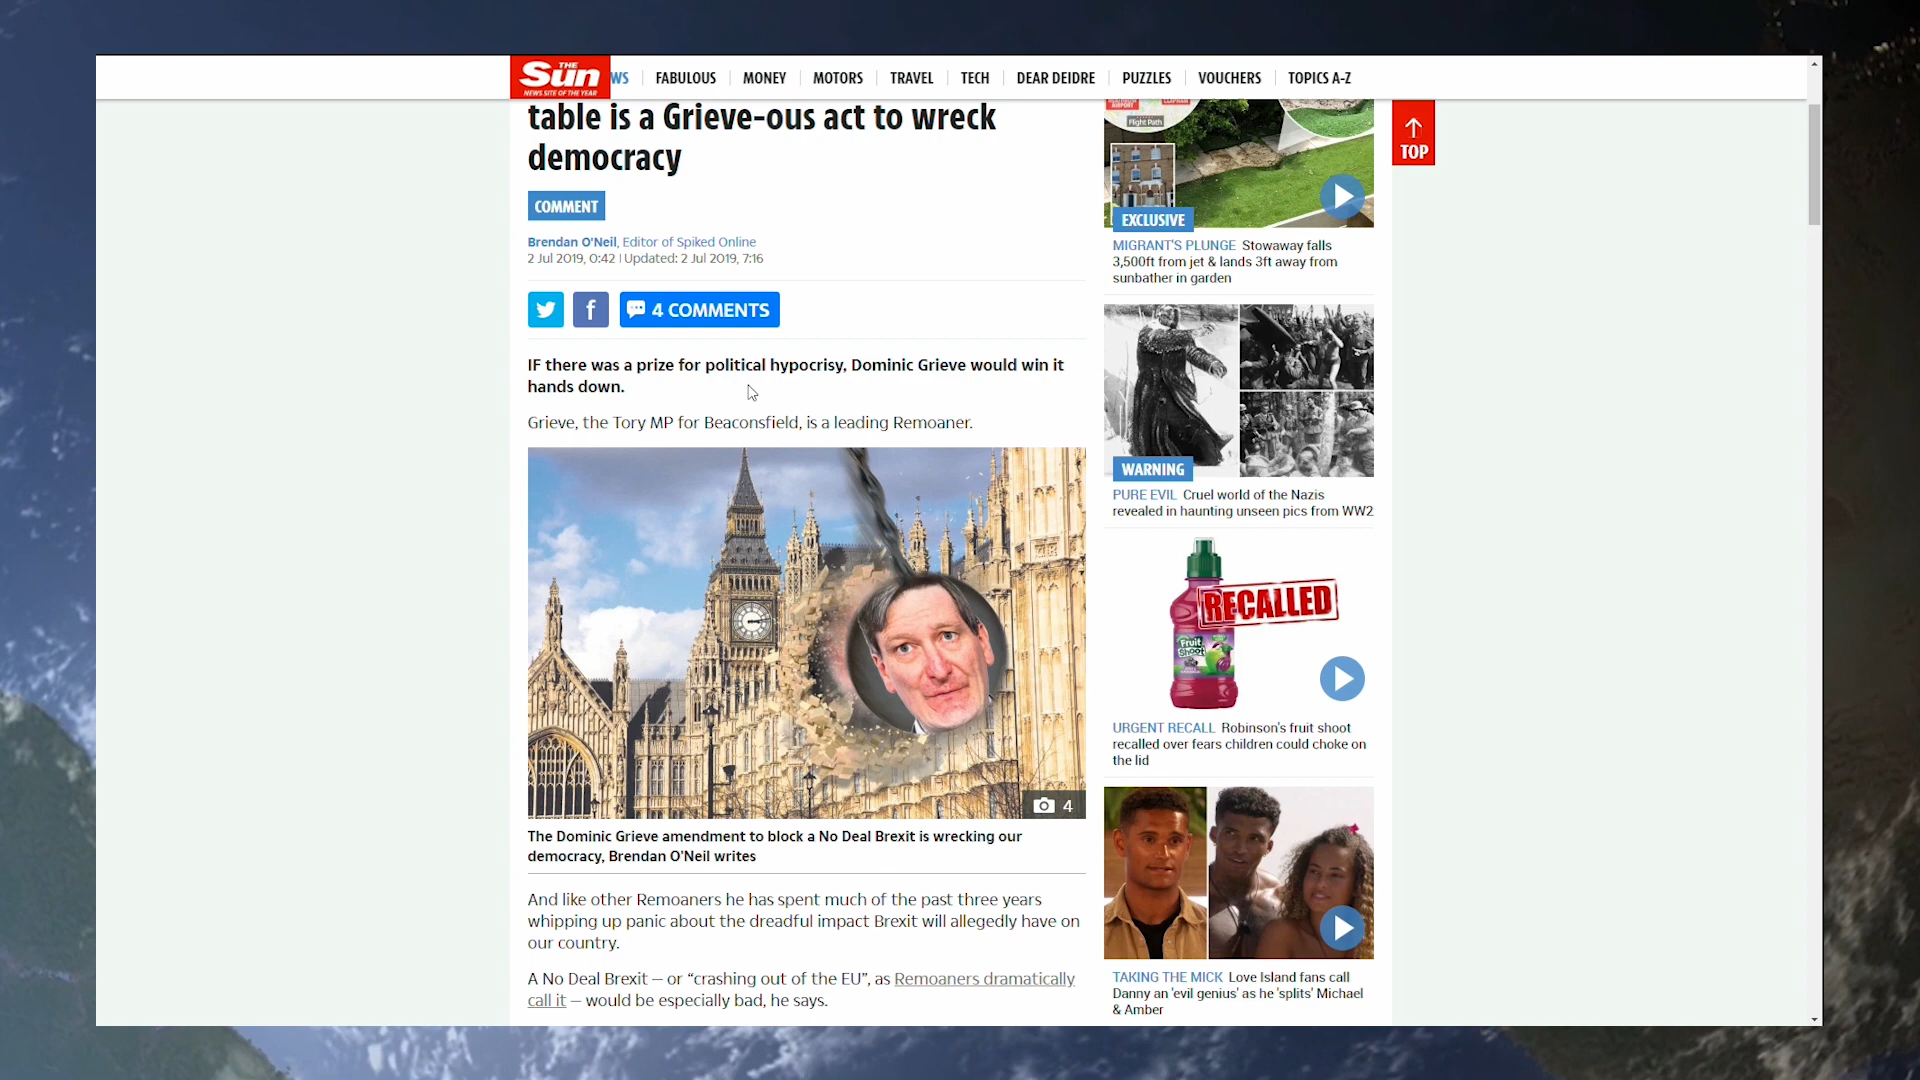 THE
Sun
NEWS SITE OF THE YEAR
WS
FABULOUS
MONEY
MOTORS
TRAVEL
TECH
DEAR DEIDRE
PUZZLES
VOUCHERS
TOPICS A-Z
table is a Grieve-ous act to wreck
democracy
COMMENT
Brendan O'Neil, Editor of Spiked Online
2 Jul 2019, 0:42 | Updated: 2 Jul 2019, 7:16
4 COMMENTS
IF there was a prize for political hypocrisy, Dominic Grieve would win it
hands down.
Grieve, the Tory MP for Beaconsfield, is a leading Remoaner.
4
The Dominic Grieve amendment to block a No Deal Brexit is wrecking our
democracy, Brendan O'Neil writes
And like other Remoaners he has spent much of the past three years
whipping up panic about the dreadful impact Brexit will allegedly have on
our country.
A No Deal Brexit – or “crashing out of the EU”, as Remoaners dramatically
call it – would be especially bad, he says.
AIRPORT
CLAPHAM
Flight Path
EXCLUSIVE
MIGRANT'S PLUNGE Stowaway falls
3,500ft from jet & lands 3ft away from
sunbather in garden
WARNING
PURE EVIL Cruel world of the Nazis
revealed in haunting unseen pics from WW2
RECALLED
Fruit
Shoot
URGENT RECALL Robinson's fruit shoot
recalled over fears children could choke on
the lid
TAKING THE MICK Love Island fans call
Danny an 'evil genius' as he 'splits' Michael
& Amber
TOP